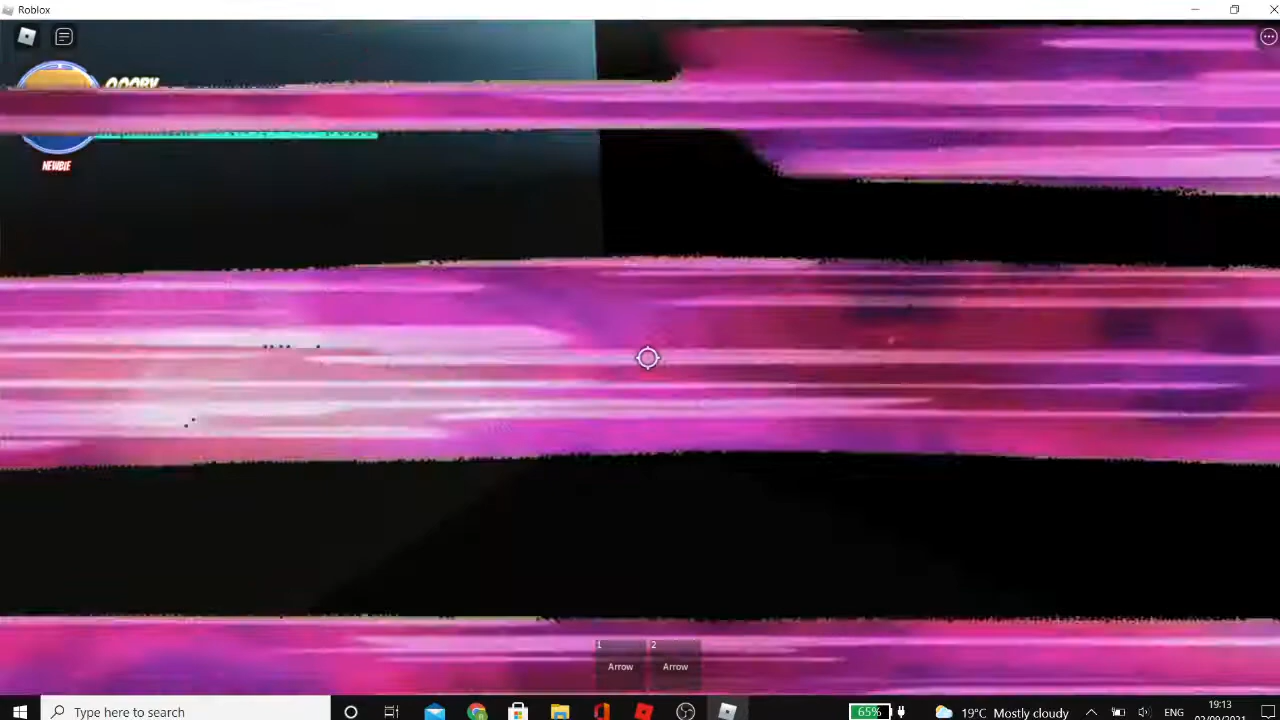 Roblox
NEWBIE
1
2
Arrow
Arrow
Type here to search
65%
19°C Mostly cloudy
ENG
19:13